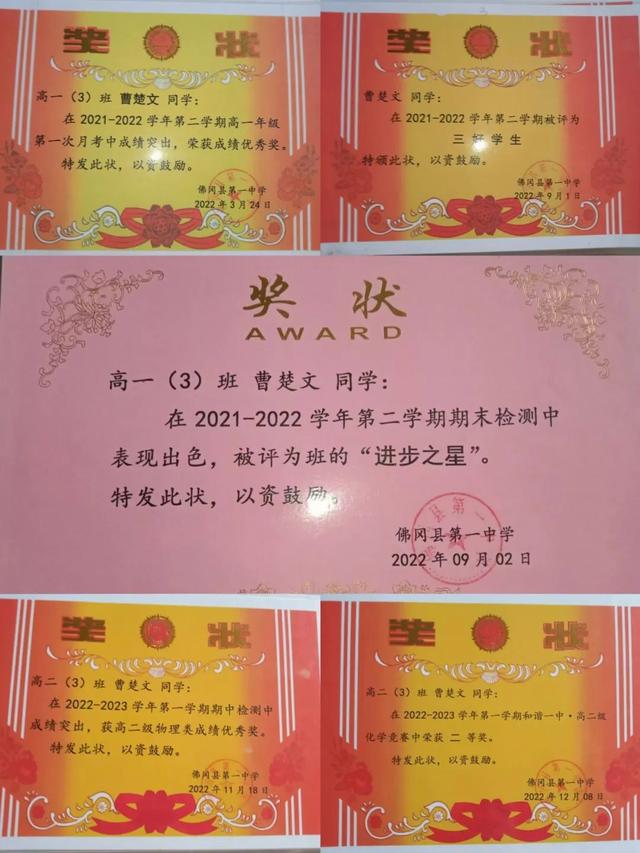 奖 状
高一（3）班 曹楚文 同学：
在2021-2022学年第二学期高一年级
第一次月考中成绩突出，荣获成绩优秀奖。
特发此状，以资鼓励。
佛冈县第一中学
2022年3月24日
奖 状
曹楚文 同学：
在2021-2022学年第二学期被评为
三好学生
特颁此状，以资鼓励。
佛冈县第一中学
2022年9月1日
奖 状
AWARD
高一（3）班 曹楚文 同学：
在2021-2022学年第二学期期末检测中
表现出色，被评为班的“进步之星”。
特发此状，以资鼓励。
县第一
佛冈县第一中学
2022年09月02日
奖 状
高二（3）班 曹楚文 同学：
在2022-2023学年第一学期期中检测中
成绩突出，获高二级物理类成绩优秀奖。
特发此状，以资鼓励。
佛冈县第一中学
2022年11月18日
奖 状
高二（3）班 曹楚文 同学：
在2022-2023学年第一学期和谐一中·高二级
化学竞赛中荣获 二 等奖。
特发此状，以资鼓励。
佛冈县第一中学
2022年12月08日